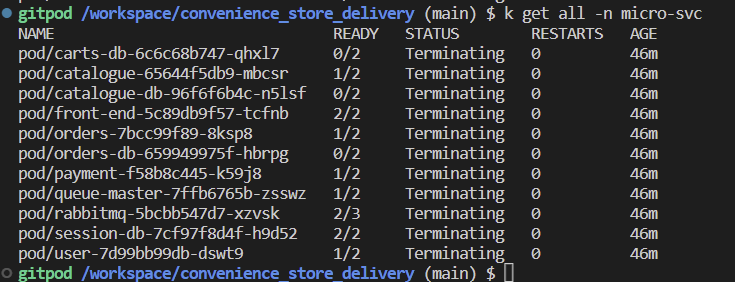 gitpod /workspace/convenience_store_delivery (main) $ k get all -n micro-svc
NAME READY STATUS RESTARTS AGE
pod/carts-db-6c6c68b747-qhxl7 0/2 Terminating 0 46m
pod/catalogue-65644f5db9-mbcsr 1/2 Terminating 0 46m
pod/catalogue-db-96f6f6b4c-n5lsf 0/2 Terminating 0 46m
pod/front-end-5c89db9f57-tcfnb 2/2 Terminating 0 46m
pod/orders-7bcc99f89-8ksp8 1/2 Terminating 0 46m
pod/orders-db-659949975f-hbrpg 0/2 Terminating 0 46m
pod/payment-f58b8c445-k59j8 1/2 Terminating 0 46m
pod/queue-master-7ffb6765b-zsswz 1/2 Terminating 0 46m
pod/rabbitmq-5bcbb547d7-xzvsk 2/3 Terminating 0 46m
pod/session-db-7cf97f8d4f-h9d52 2/2 Terminating 0 46m
pod/user-7d99bb99db-dswt9 1/2 Terminating 0 46m
gitpod /workspace/convenience_store_delivery (main) $